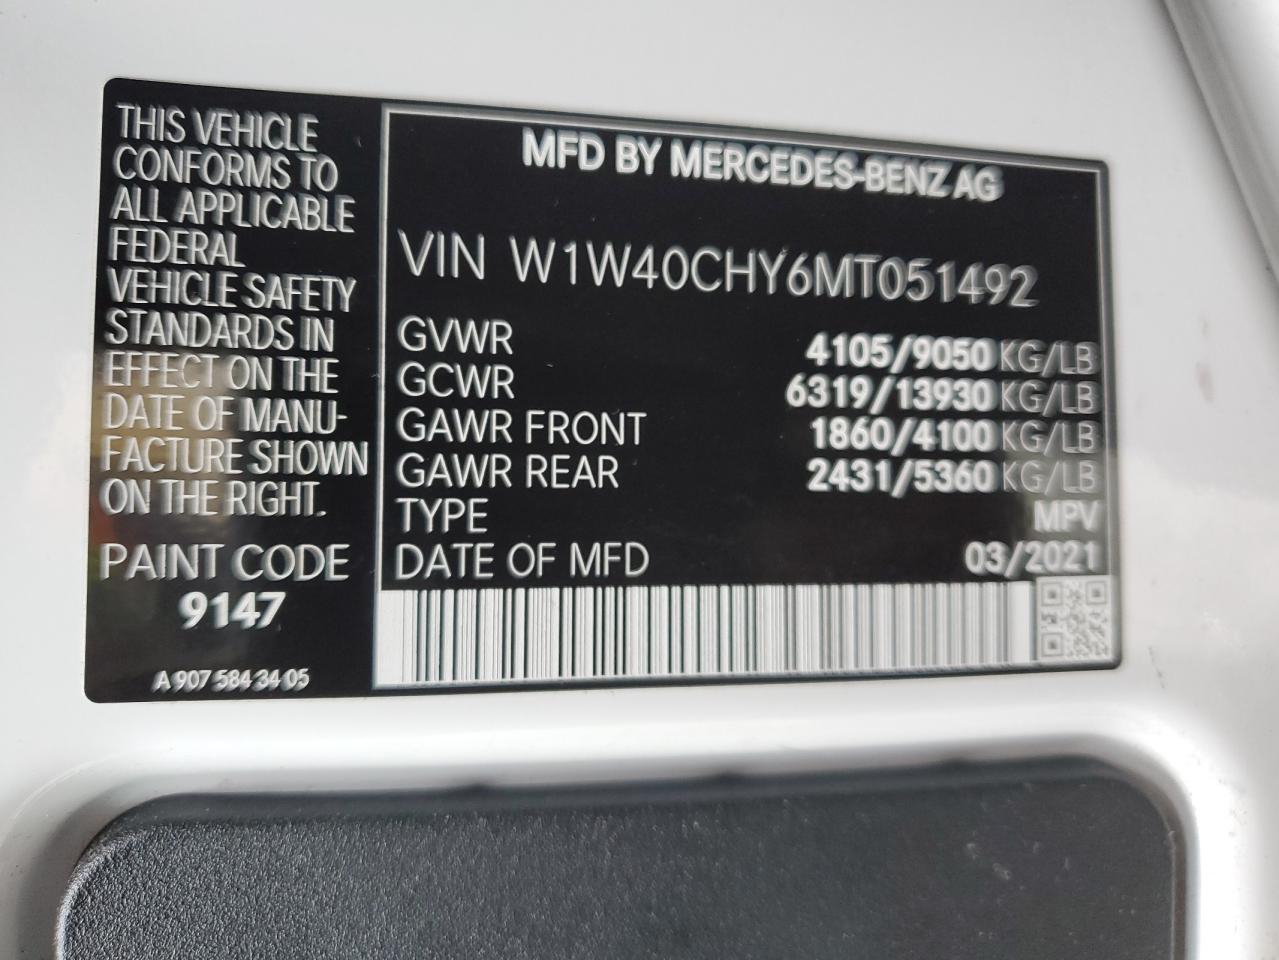 THIS VEHICLE
CONFORMS TO
ALL APPLICABLE
FEDERAL
VEHICLE SAFETY
STANDARDS IN
EFFECT ON THE
DATE OF MANU-
FACTURE SHOWN
ON THE RIGHT.
PAINT CODE
9147
A 907 584 34 05
MFD BY MERCEDES-BENZ AG
VIN W1W40CHY6MT051492
GVWR 4105/9050 KG/LB
GCWR 6319/13930 KG/LB
GAWR FRONT 1860/4100 KG/LB
GAWR REAR 2431/5360 KG/LB
TYPE MPV
DATE OF MFD 03/2021